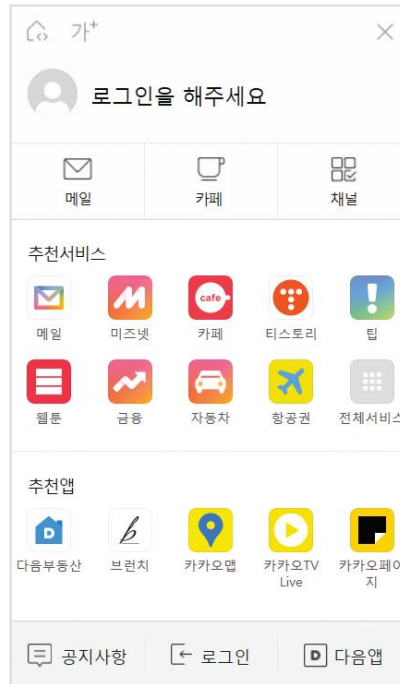 가+
로그인을 해주세요
메일 카페 채널
추천서비스
cafe
메일 미즈넷 카페 티스토리 팁
웹툰 금융 자동차 항공권 전체서비스
추천앱
D b
다음부동산 브런치 카카오맵 카카오TV Live 카카오페이지
공지사항 로그인 D 다음앱